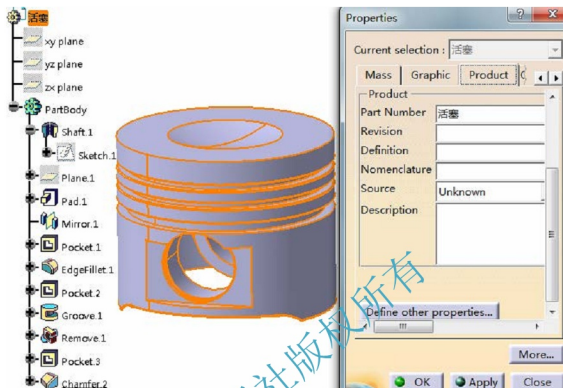 活塞
xy plane
yz plane
zx plane
PartBody
Shaft.1
Sketch.1
Plane.1
Pad.1
Mirror.1
Pocket.1
EdgeFillet.1
Pocket.2
Groove.1
Remove.1
Pocket.3
Chamfer.2
Properties
Current selection : 活塞
Mass Graphic Product
Product
Part Number 活塞
Revision
Definition
Nomenclature
Source Unknown
Description
Define other properties...
More...
OK Apply Close
社版权所有